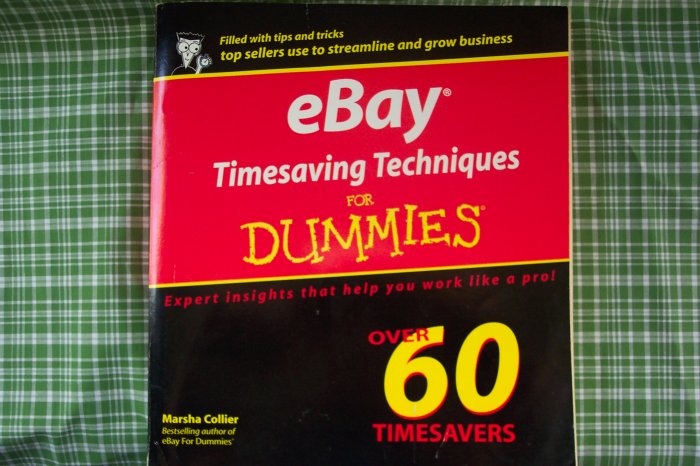 Filled with tips and tricks
top sellers use to streamline and grow business
eBay®
Timesaving Techniques
FOR
DUMMIES®
Expert insights that help you work like a pro!
OVER
60
TIMESAVERS
Marsha Collier
Bestselling author of
eBay For Dummies®